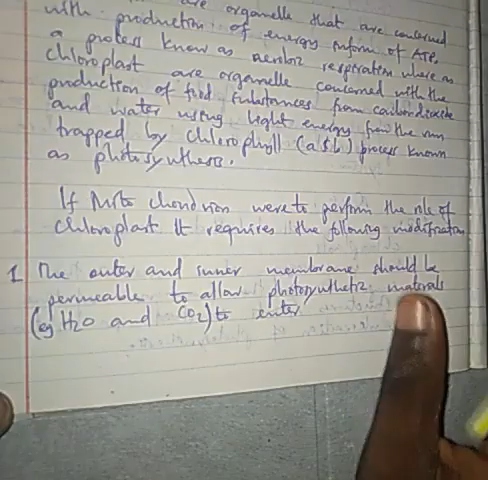 are organelle that are concerned
with production of energy inform of ATP.
a process know as aerobic respiration where as
chloroplast are organelle concerned with the
production of food substances from carbondioxide
and water using light energy from the sun
trapped by chlorophyll (a & b) process known
as photosynthesis.
If Mito chondrion were to perform the role of
chloroplast It requires the following modification
1 The outer and inner membrane should be
permeable to allow photosynthetic materials
(eg H2O and CO2) to enter